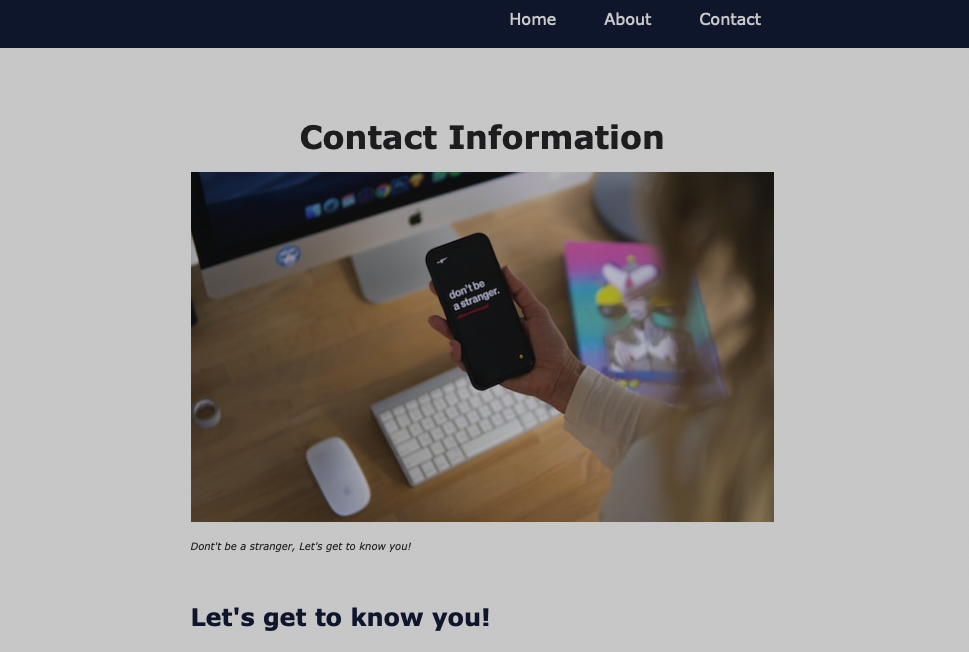 Home About Contact
Contact Information
don't be
a stranger.
Dont't be a stranger, Let's get to know you!
Let's get to know you!